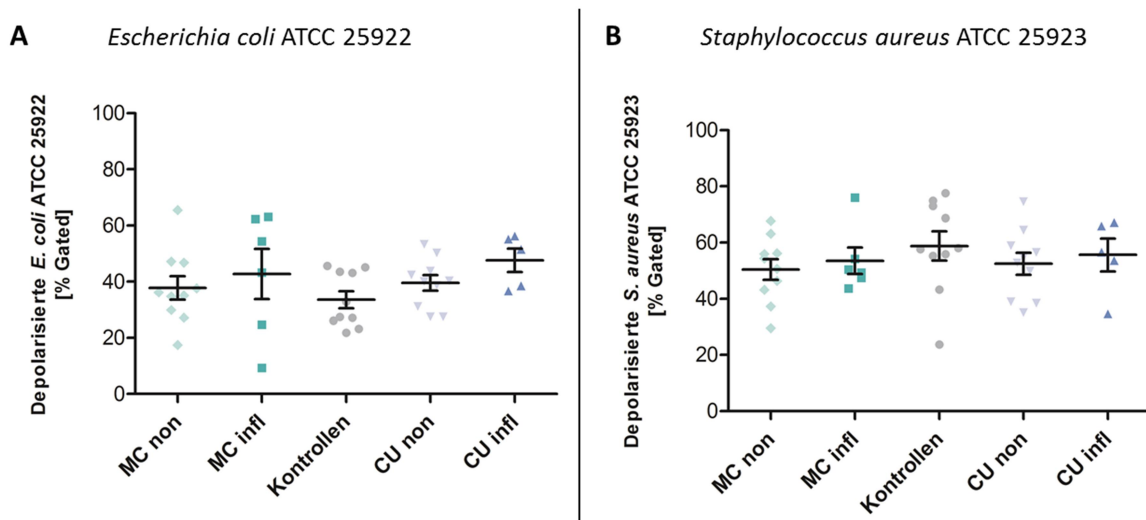 A
Escherichia coli ATCC 25922
Depolarisierte E. coli ATCC 25922
[% Gated]
100
80
60
40
20
0
MC non
MC infl
Kontrollen
CU non
CU infl
B
Staphylococcus aureus ATCC 25923
Depolarisierte S. aureus ATCC 25923
[% Gated]
100
80
60
40
20
0
MC non
MC infl
Kontrollen
CU non
CU infl